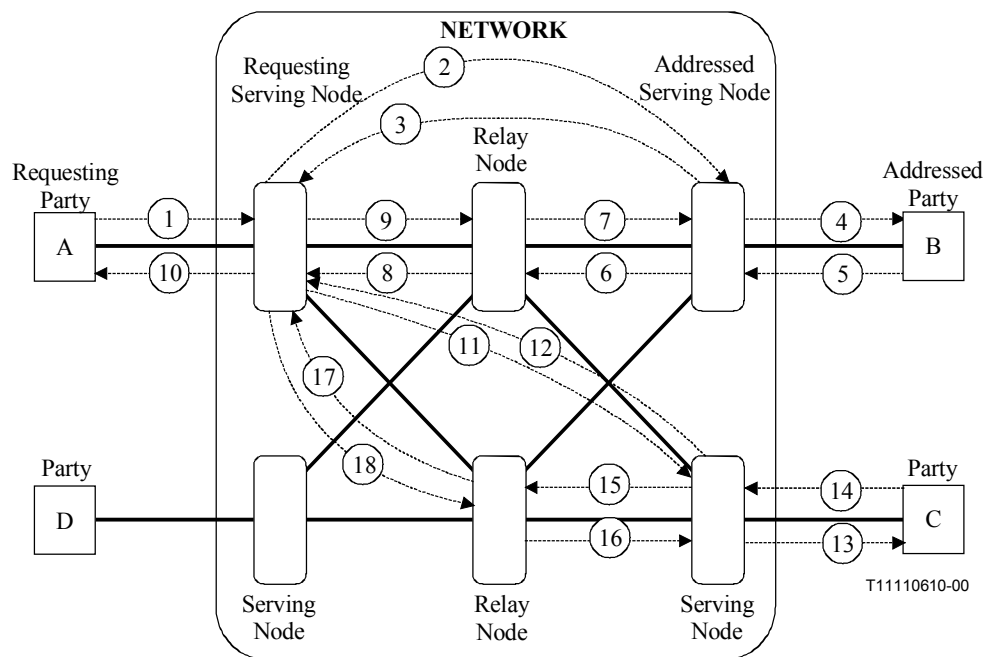 NETWORK
Requesting
Serving Node
2
Addressed
Serving Node
3
Relay
Node
Requesting
Party
Addressed
Party
1
9
7
4
A
B
10
8
6
5
11
12
17
18
Party
Party
15
14
D
C
16
13
T11110610-00
Serving
Node
Relay
Node
Serving
Node